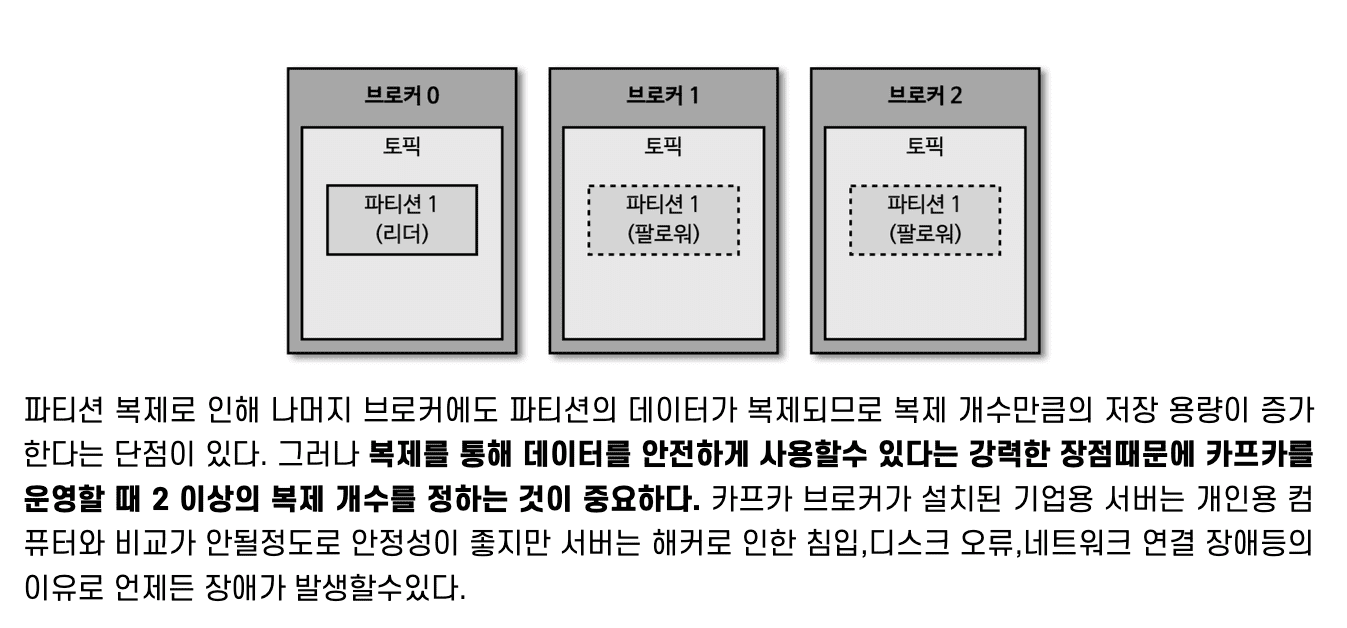 브로커 0
브로커 1
브로커 2
토픽
토픽
토픽
파티션 1
(리더)
파티션 1
(팔로워)
파티션 1
(팔로워)
파티션 복제로 인해 나머지 브로커에도 파티션의 데이터가 복제되므로 복제 개수만큼의 저장 용량이 증가
한다는 단점이 있다. 그러나 복제를 통해 데이터를 안전하게 사용할수 있다는 강력한 장점때문에 카프카를
운영할 때 2 이상의 복제 개수를 정하는 것이 중요하다. 카프카 브로커가 설치된 기업용 서버는 개인용 컴
퓨터와 비교가 안될정도로 안정성이 좋지만 서버는 해커로 인한 침입,디스크 오류,네트워크 연결 장애등의
이유로 언제든 장애가 발생할수있다.